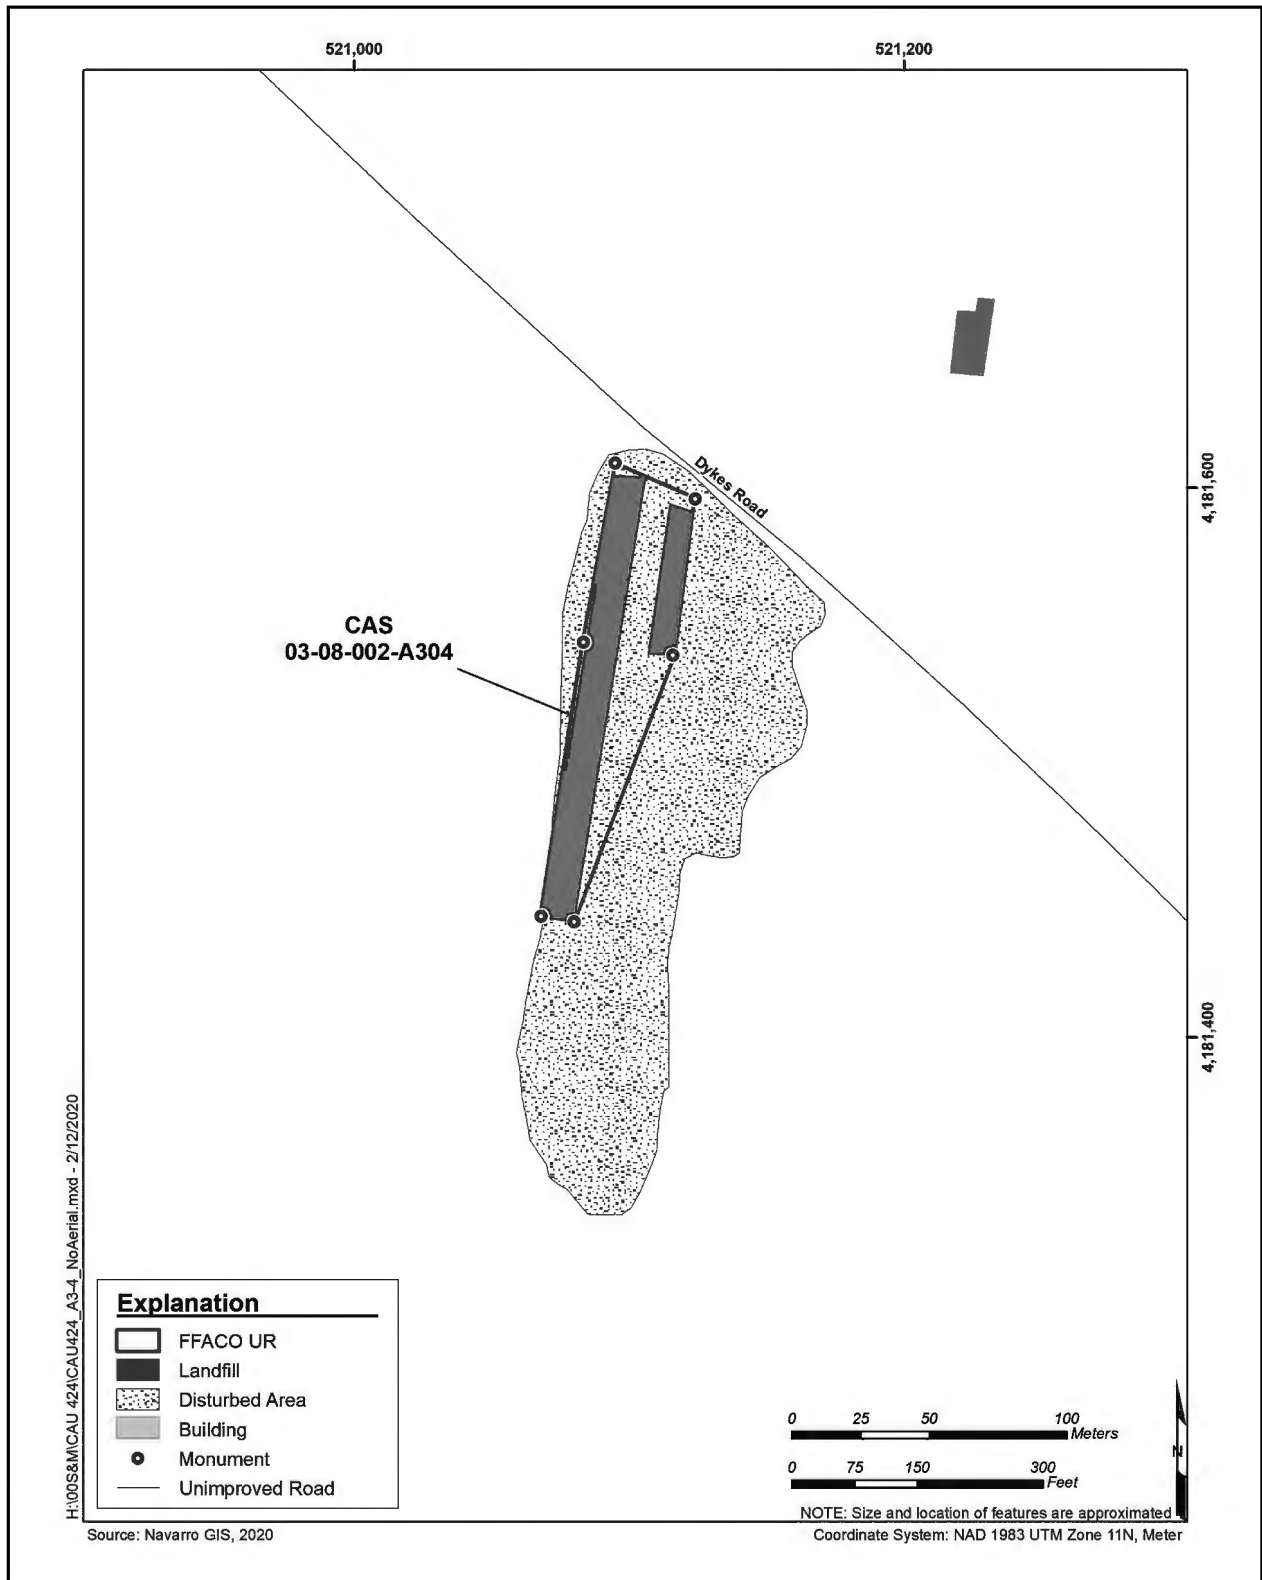 521,000
521,200
Dykes Road
4,181,600
CAS
03-08-002-A304
4,181,400
H:\00S&M\CAU 424\CAU424_A3-4_NoAerial.mxd - 2/12/2020
Explanation
FFACO UR
Landfill
Disturbed Area
Building
Monument
Unimproved Road
0 25 50 100
Meters
0 75 150 300
Feet
N
NOTE: Size and location of features are approximated
Source: Navarro GIS, 2020
Coordinate System: NAD 1983 UTM Zone 11N, Meter